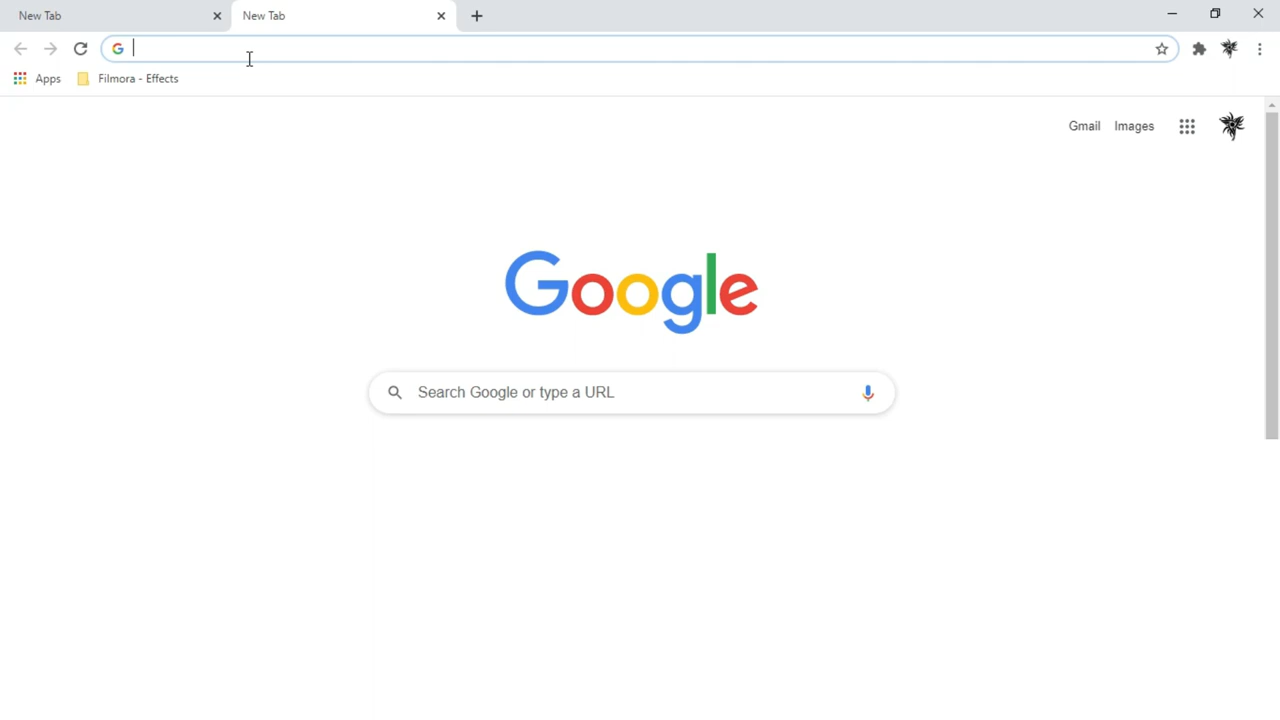 New Tab
New Tab
Apps
Filmora - Effects
Gmail
Images
Google
Search Google or type a URL